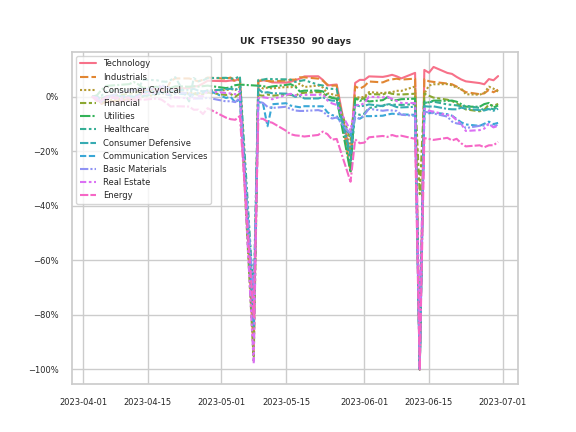 UK FTSE350 90 days
Technology
Industrials
Consumer Cyclical
Financial
Utilities
Healthcare
Consumer Defensive
Communication Services
Basic Materials
Real Estate
Energy
0%
−20%
−40%
−60%
−80%
−100%
2023-04-01 2023-04-15 2023-05-01 2023-05-15 2023-06-01 2023-06-15 2023-07-01